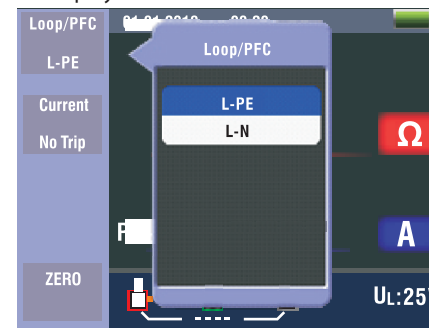 Loop/PFC
L-PE
Current
No Trip
ZERO
Loop/PFC
L-PE
L-N
Ω
A
UL:25